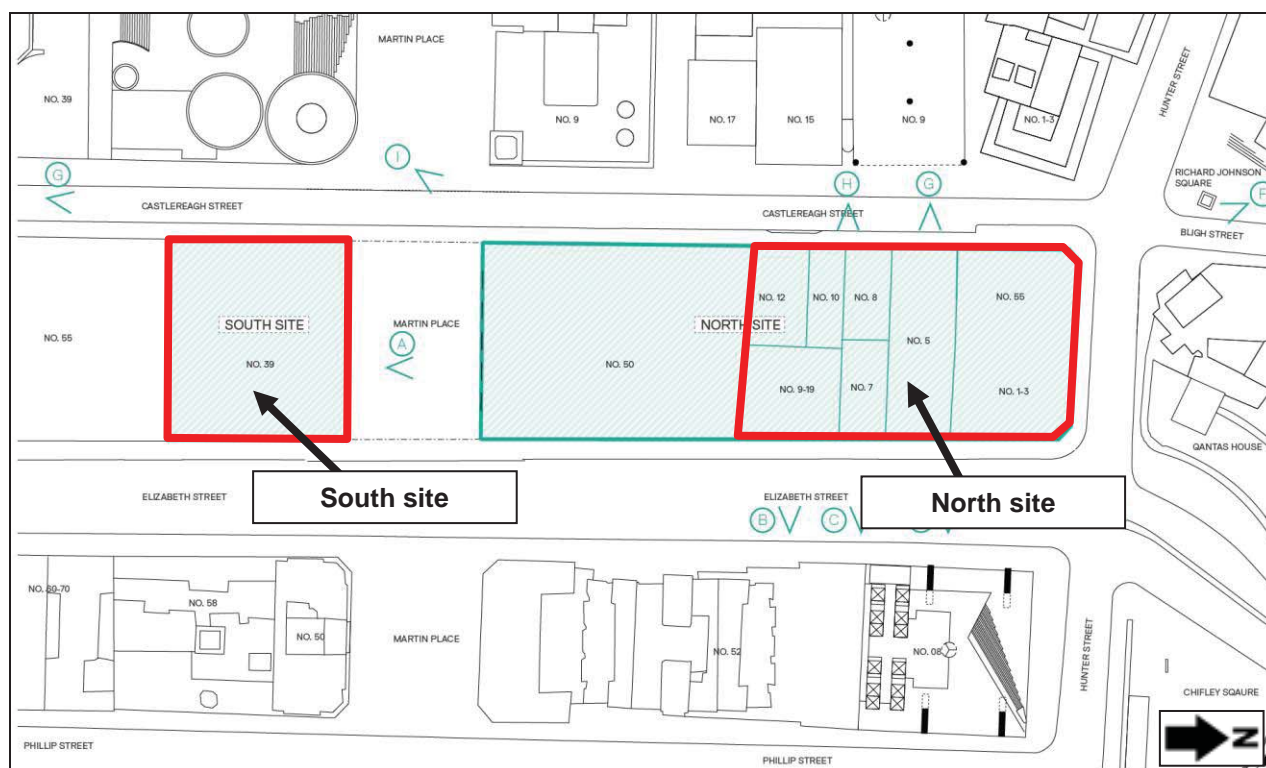 MARTIN PLACE
NO. 39
NO. 9
NO. 17
NO. 15
NO. 9
NO. 1-3
HUNTER STREET
G
I
H
G
RICHARD JOHNSON
SQUARE
F
CASTLEREAGH STREET
CASTLEREAGH STREET
BLIGH STREET
NO. 12
NO. 10
NO. 8
NO. 55
SOUTH SITE
MARTIN PLACE
NORTH SITE
NO. 55
A
NO. 5
NO. 39
NO. 50
NO. 9-19
NO. 7
NO. 1-3
QANTAS HOUSE
South site
North site
ELIZABETH STREET
ELIZABETH STREET
B
C
NO. 58
NO. 50
MARTIN PLACE
NO. 52
NO. 08
HUNTER STREET
CHIFLEY SQAURE
PHILLIP STREET
PHILLIP STREET
N